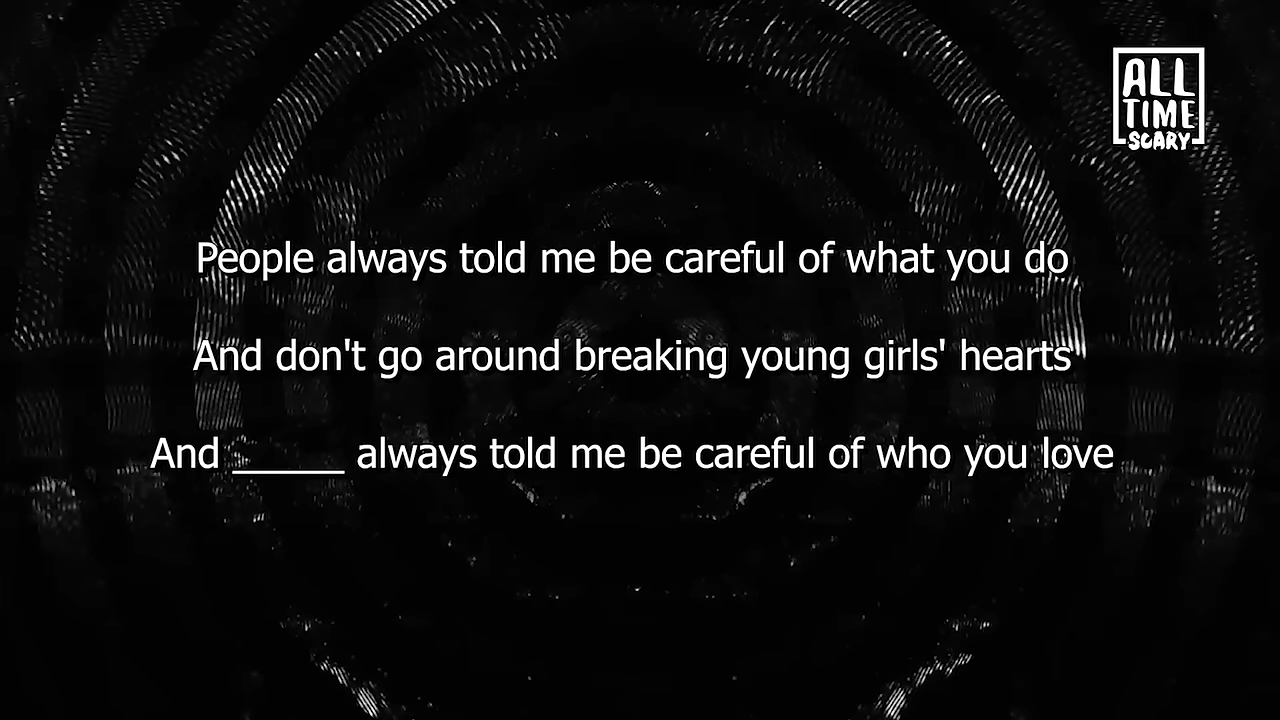 ALL
TIME
SCARY
People always told me be careful of what you do
And don't go around breaking young girls' hearts
And _____ always told me be careful of who you love